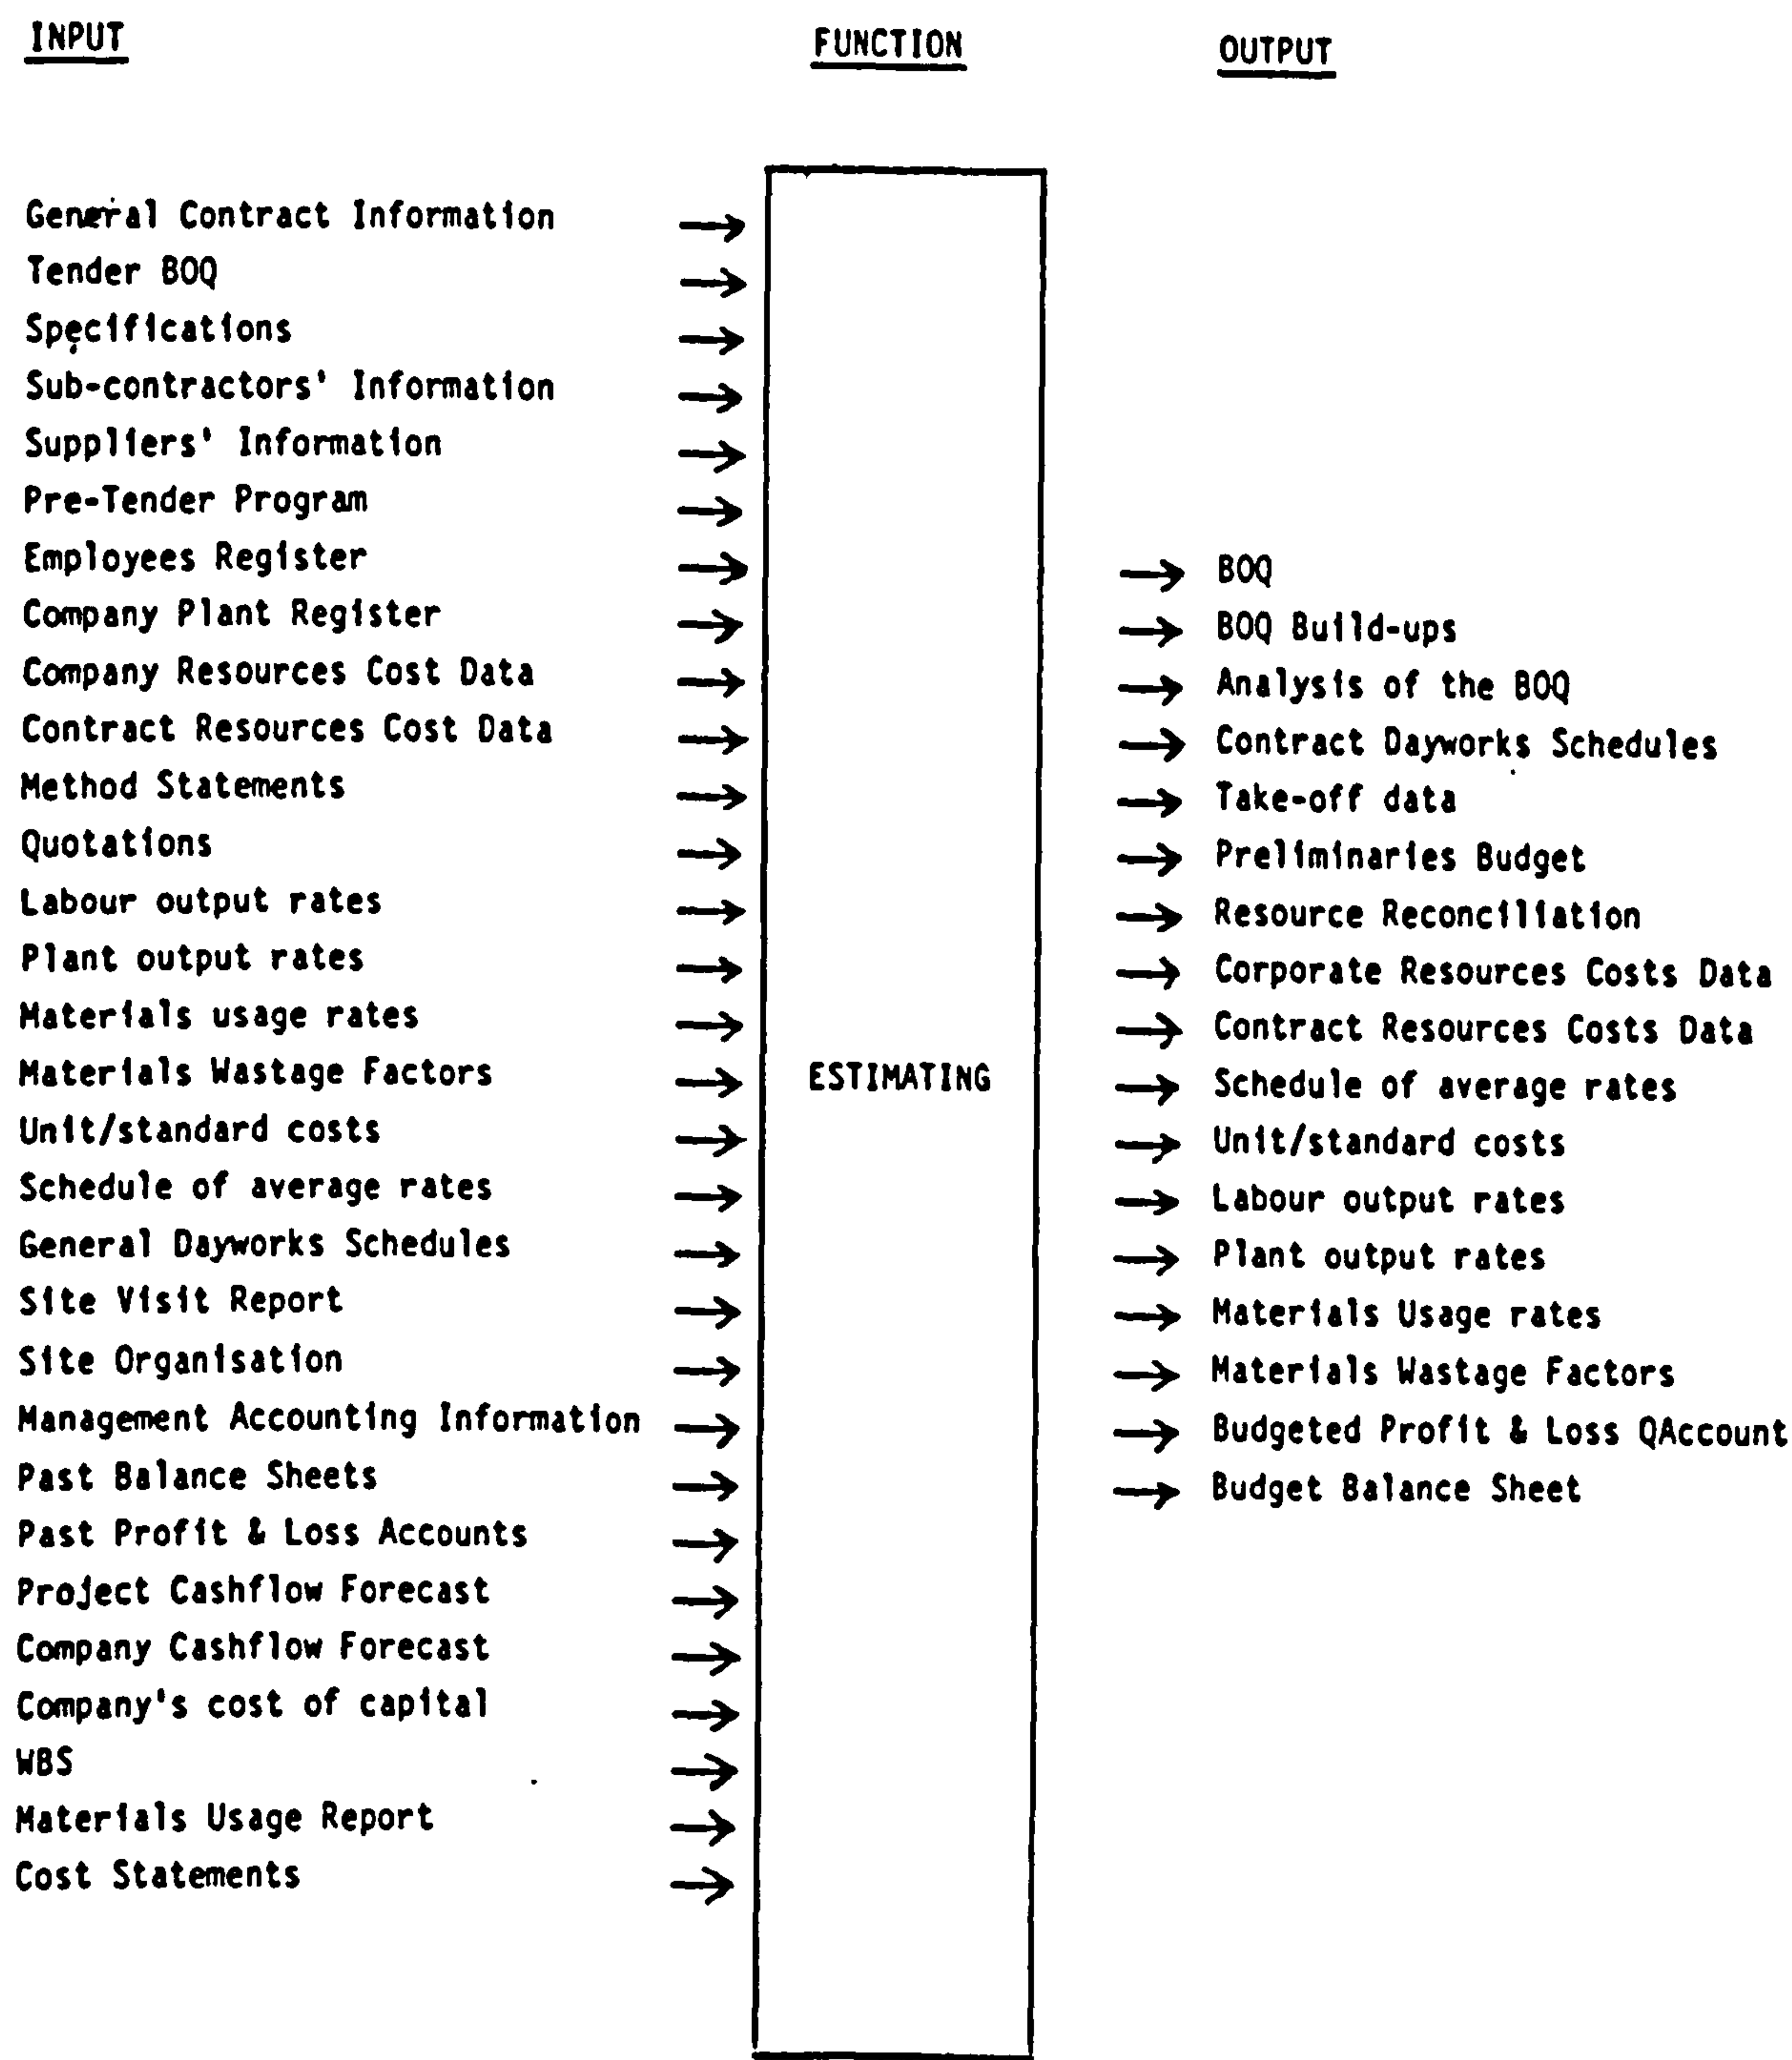 INPUT
FUNCTION
OUTPUT
General Contract Information
Tender BOQ
Specifications
Sub-contractors' Information
Suppliers' Information
Pre-Tender Program
Employees Register
Company Plant Register
Company Resources Cost Data
Contract Resources Cost Data
Method Statements
Quotations
Labour output rates
Plant output rates
Materials usage rates
Materials Wastage Factors
Unit/standard costs
Schedule of average rates
General Dayworks Schedules
Site Visit Report
Site Organisation
Management Accounting Information
Past Balance Sheets
Past Profit & Loss Accounts
Project Cashflow Forecast
Company Cashflow Forecast
Company's cost of capital
WBS
Materials Usage Report
Cost Statements
ESTIMATING
BOQ
BOQ Build-ups
Analysis of the BOQ
Contract Dayworks Schedules
Take-off data
Preliminaries Budget
Resource Reconciliation
Corporate Resources Costs Data
Contract Resources Costs Data
Schedule of average rates
Unit/standard costs
Labour output rates
Plant output rates
Materials Usage rates
Materials Wastage Factors
Budgeted Profit & Loss QAccount
Budget Balance Sheet